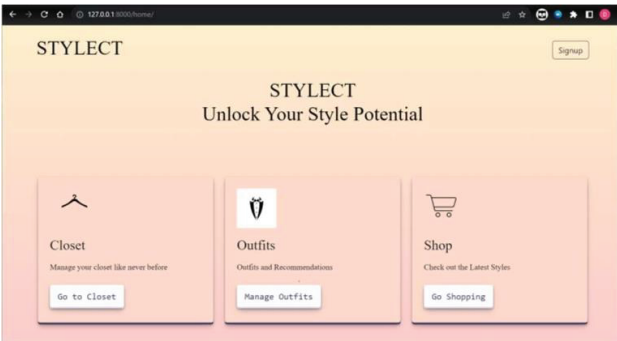 127.0.0.1:8000/home/
STYLECT
Signup
STYLECT
Unlock Your Style Potential
Closet
Manage your closet like never before
Go to Closet
Outfits
Outfits and Recommendations
Manage Outfits
Shop
Check out the Latest Styles
Go Shopping